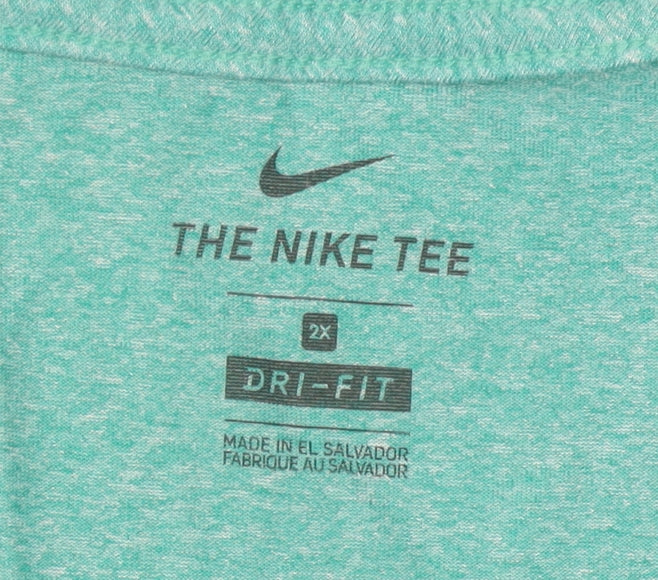 THE NIKE TEE
2X
DRI-FIT
MADE IN EL SALVADOR
FABRIQUE AU SALVADOR